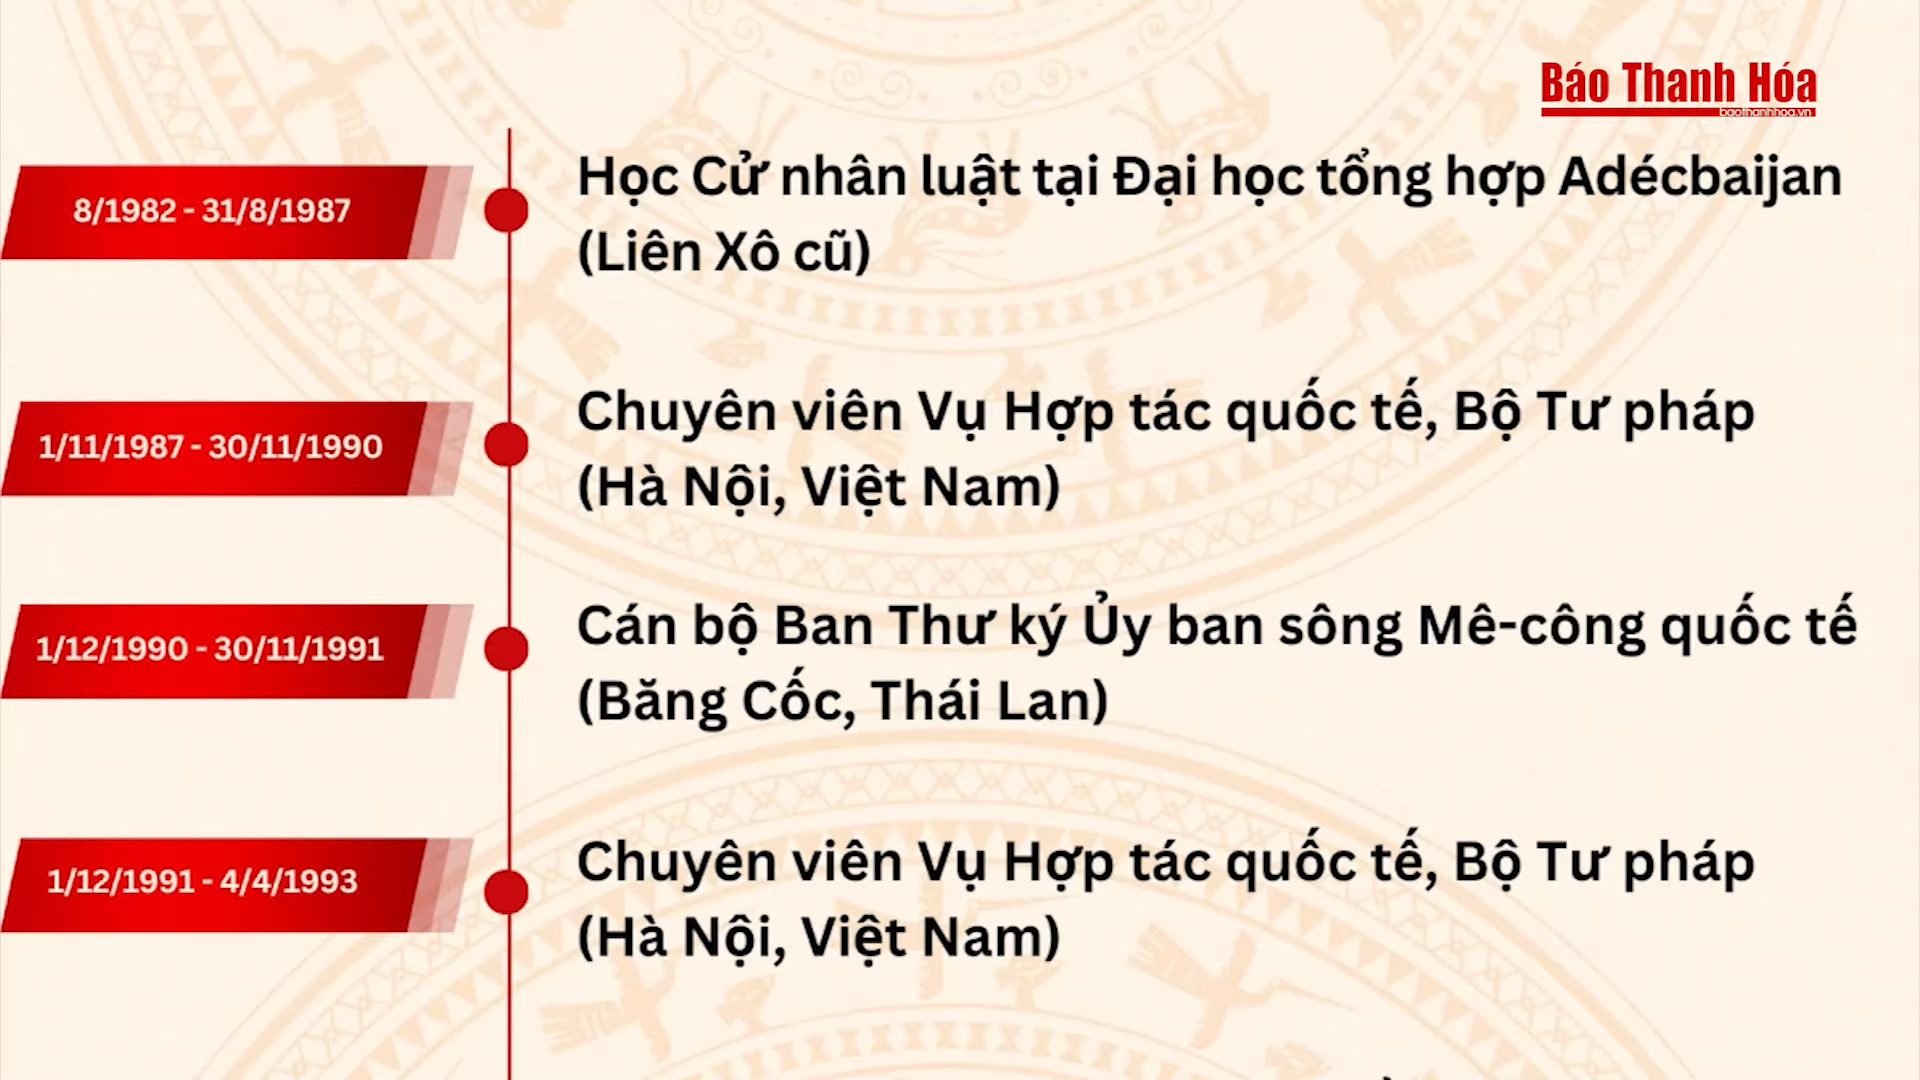 Báo Thanh Hóa
baothanhhoa.vn
8/1982 - 31/8/1987
Học Cử nhân luật tại Đại học tổng hợp Adécbaijan
(Liên Xô cũ)
1/11/1987 - 30/11/1990
Chuyên viên Vụ Hợp tác quốc tế, Bộ Tư pháp
(Hà Nội, Việt Nam)
1/12/1990 - 30/11/1991
Cán bộ Ban Thư ký Ủy ban sông Mê-công quốc tế
(Băng Cốc, Thái Lan)
1/12/1991 - 4/4/1993
Chuyên viên Vụ Hợp tác quốc tế, Bộ Tư pháp
(Hà Nội, Việt Nam)